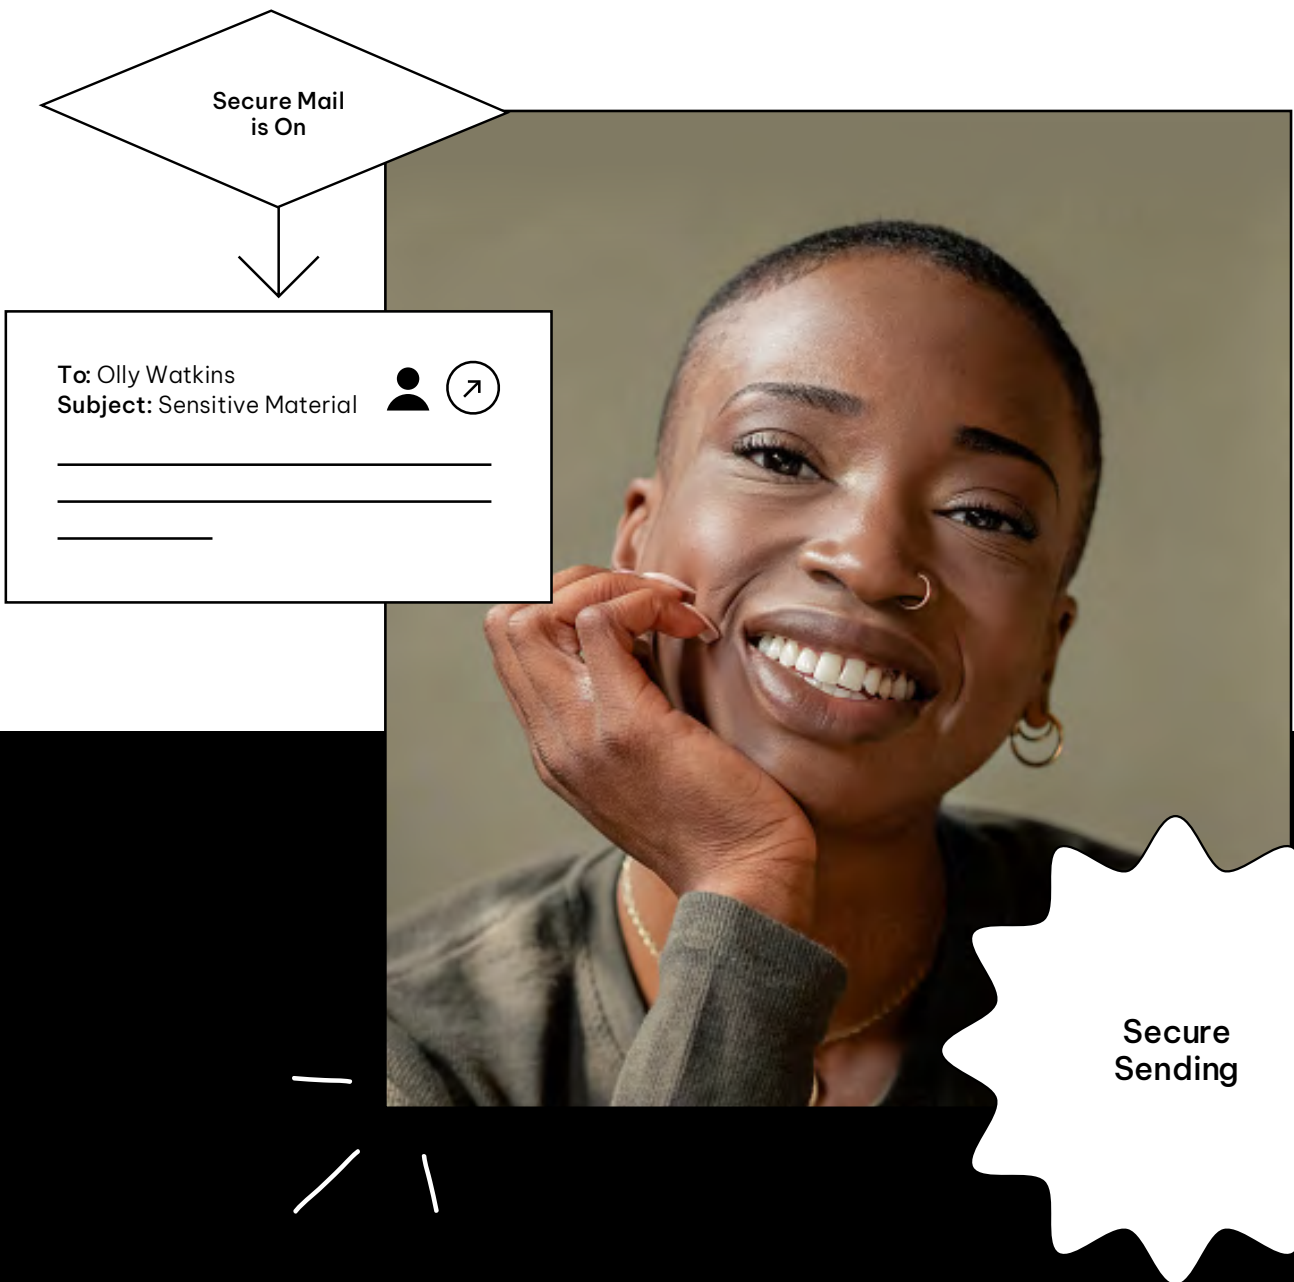 Secure Mail
is On
To: Olly Watkins
Subject: Sensitive Material
Secure
Sending